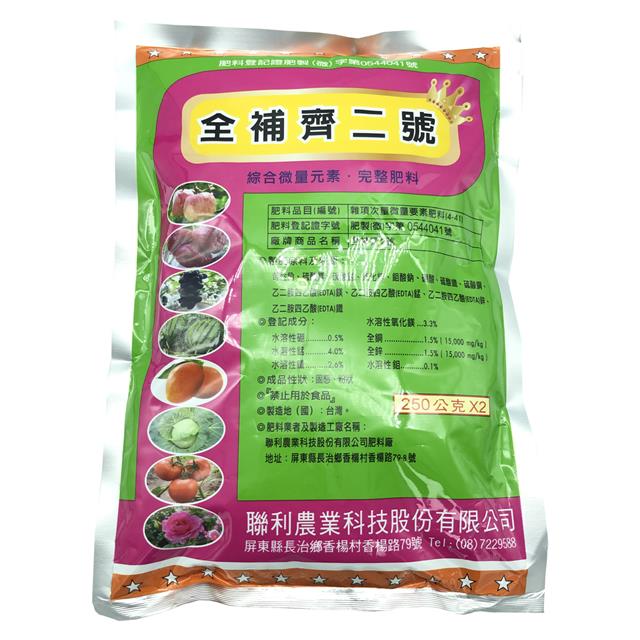 肥料登記證肥製(微)字第0544041號
全補齊二號
綜合微量元素．完整肥料
肥料品目(編號) 雜項次量微量要素肥料(4-41)
肥料登記證字號 肥製(微)字第 0544041號
廠牌商品名稱
乙二胺四乙酸(EDTA)鎂、乙二胺四乙酸(EDTA)錳、乙二胺四乙酸(EDTA)鋅、
乙二胺四乙酸(EDTA)鐵
◎登記成分： 水溶性氧化鎂...3.3%
水溶性硼.......0.5% 全銅...............1.5% ( 15,000 mg/kg )
水溶性錳.......4.0% 全鋅...............1.5% ( 15,000 mg/kg )
水溶性鐵.......2.6% 水溶性鉬.........0.1%
◎成品性狀：固態、粉狀
『禁止用於食品』
◎製造地（國）：台灣。
250公克X2
◎肥料業者及製造工廠名稱：
聯利農業科技股份有限公司肥料廠
地址：屏東縣長治鄉香楊村香楊路79-8號
聯利農業科技股份有限公司
屏東縣長治鄉香楊村香楊路79號 Tel:(08)7229588